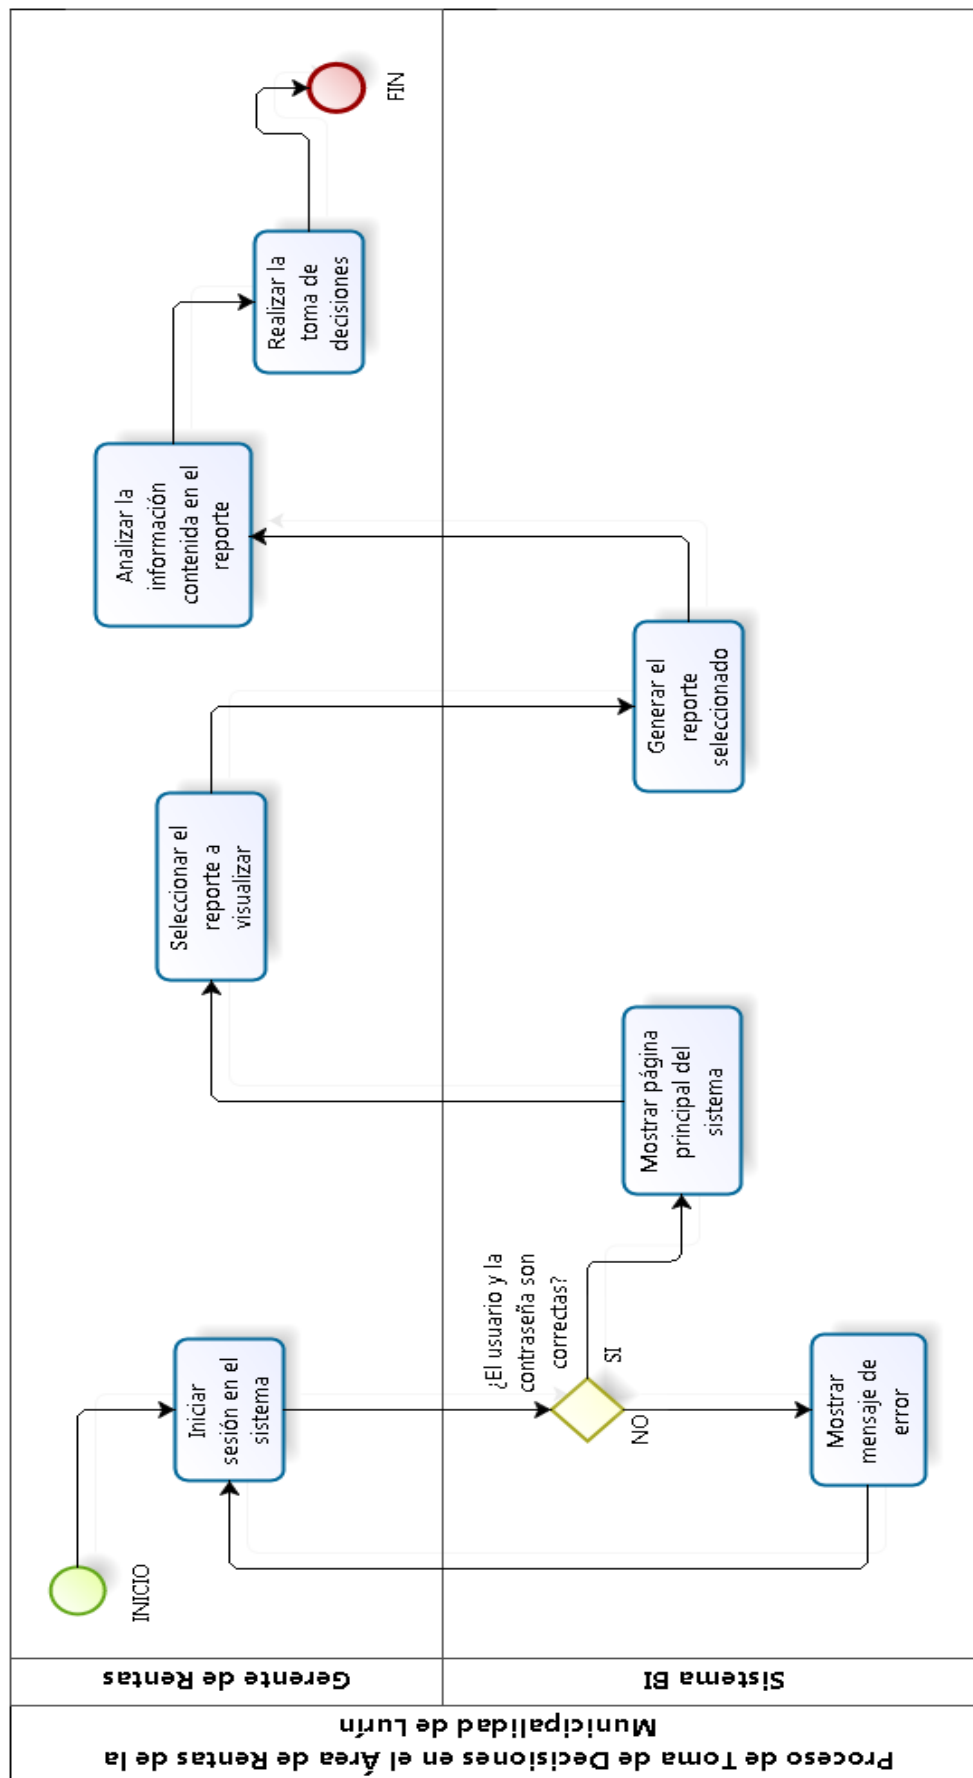 Proceso de Toma de Decisiones en el Área de Rentas de la
Municipalidad de Lurín
Gerente de Rentas
INICIO
Iniciar
sesión en el
sistema
Seleccionar el
reporte a
visualizar
Analizar la
información
contenida en el
reporte
Realizar la
toma de
decisiones
FIN
Sistema BI
¿El usuario y la
contraseña son
correctas?
SI
NO
Mostrar
mensaje de
error
Mostrar página
principal del
sistema
Generar el
reporte
seleccionado